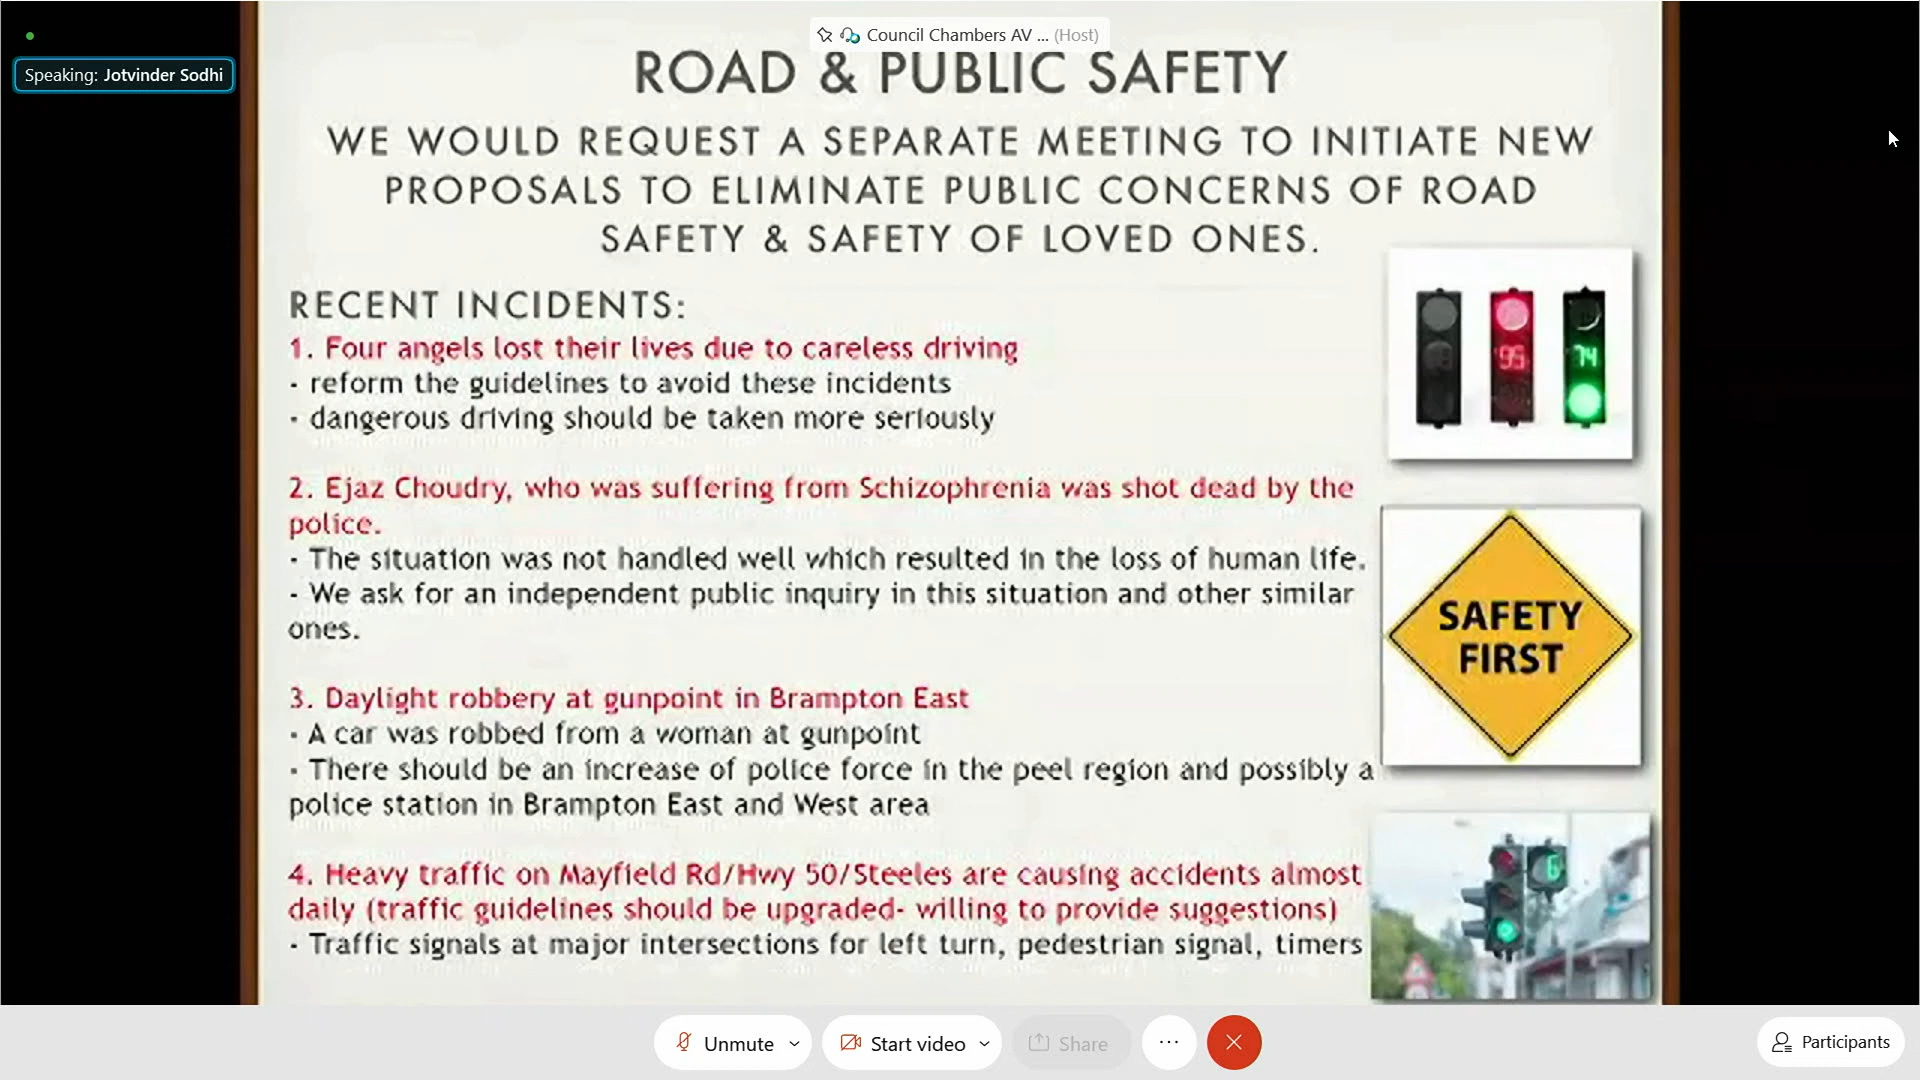 Council Chambers AV ... (Host)
Speaking: Jotvinder Sodhi
ROAD & PUBLIC SAFETY
WE WOULD REQUEST A SEPARATE MEETING TO INITIATE NEW
PROPOSALS TO ELIMINATE PUBLIC CONCERNS OF ROAD
SAFETY & SAFETY OF LOVED ONES.
RECENT INCIDENTS:
1. Four angels lost their lives due to careless driving
- reform the guidelines to avoid these incidents
- dangerous driving should be taken more seriously
95
74
2. Ejaz Choudry, who was suffering from Schizophrenia was shot dead by the
police.
- The situation was not handled well which resulted in the loss of human life.
- We ask for an independent public inquiry in this situation and other similar
ones.
SAFETY
FIRST
3. Daylight robbery at gunpoint in Brampton East
- A car was robbed from a woman at gunpoint
- There should be an increase of police force in the peel region and possibly a
police station in Brampton East and West area
4. Heavy traffic on Mayfield Rd/Hwy 50/Steeles are causing accidents almost
daily (traffic guidelines should be upgraded- willing to provide suggestions)
- Traffic signals at major intersections for left turn, pedestrian signal, timers
6
Unmute
Start video
Share
Participants